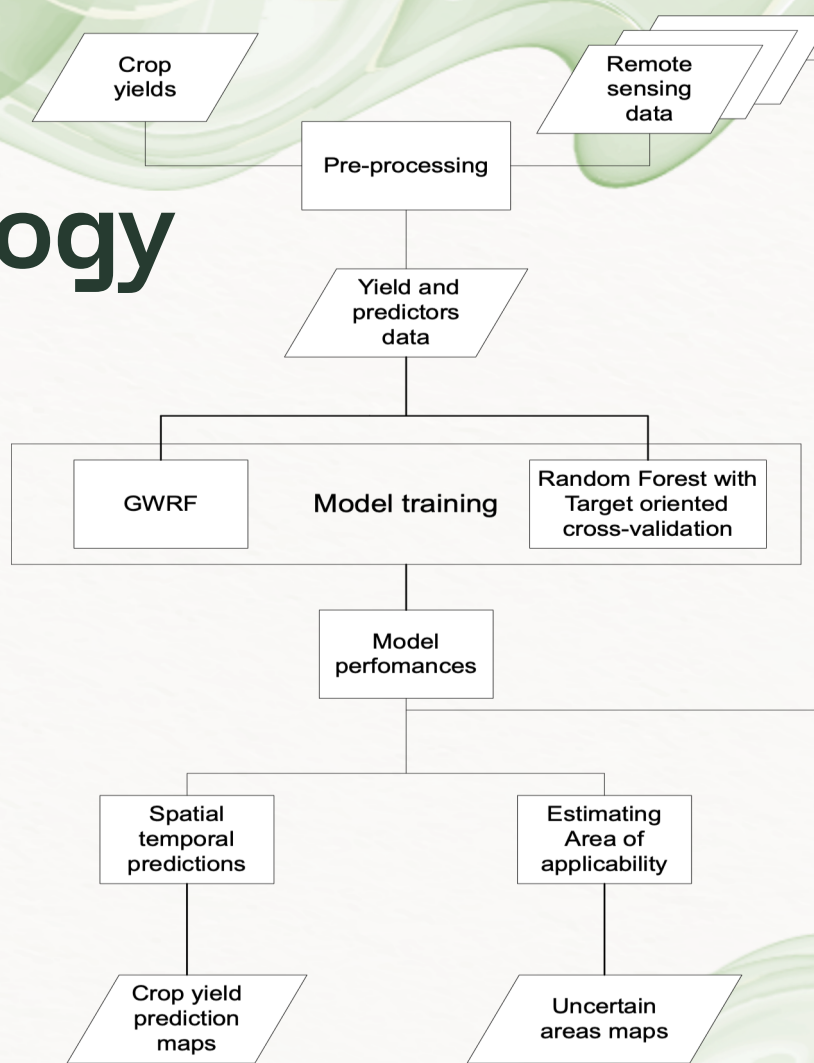 Crop
yields
Remote
sensing
data
Pre-processing
ogy
Yield and
predictors
data
GWRF
Model training
Random Forest with
Target oriented
cross-validation
Model
perfomances
Spatial
temporal
predictions
Estimating
Area of
applicability
Crop yield
prediction
maps
Uncertain
areas maps